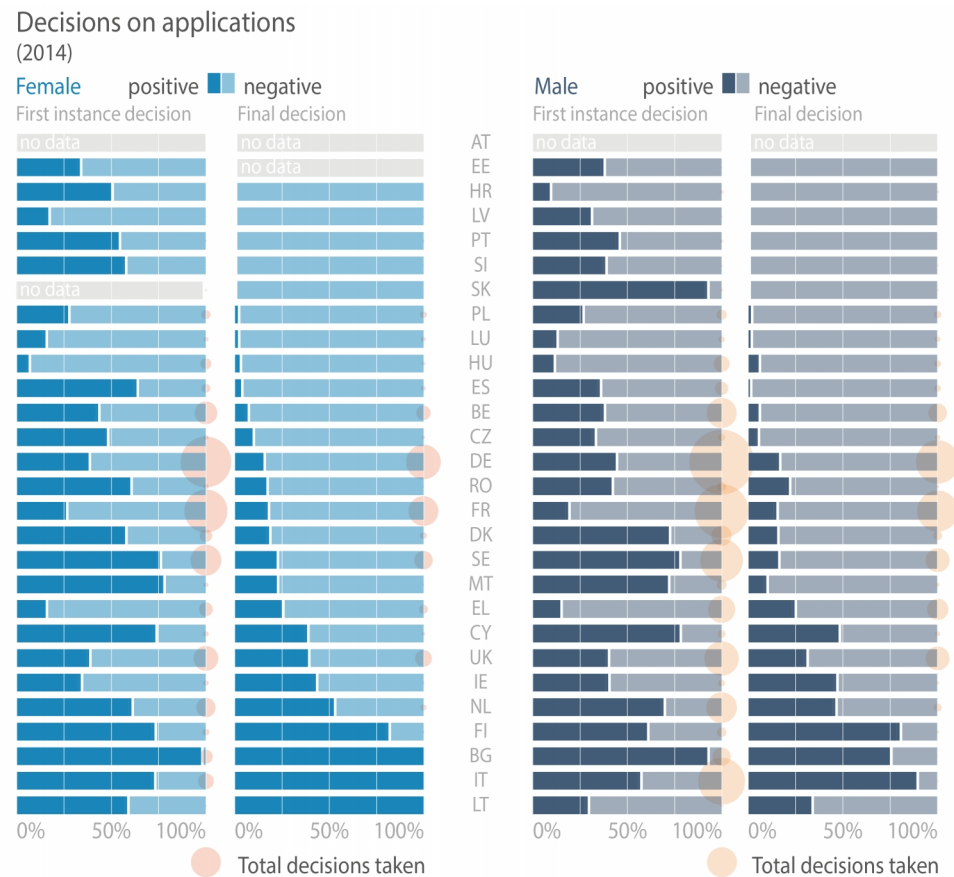 Decisions on applications
(2014)
Female positive negative Male positive negative
First instance decision Final decision First instance decision Final decision
no data no data AT no data no data
EE no data
HR
LV
PT
SI
SK no data
PL
LU
HU
ES
BE
CZ
DE
RO
FR
DK
SE
MT
EL
CY
UK
IE
NL
FI
BG
IT
LT
0% 50% 100% 0% 50% 100% 0% 50% 100% 0% 50% 100%
Total decisions taken Total decisions taken